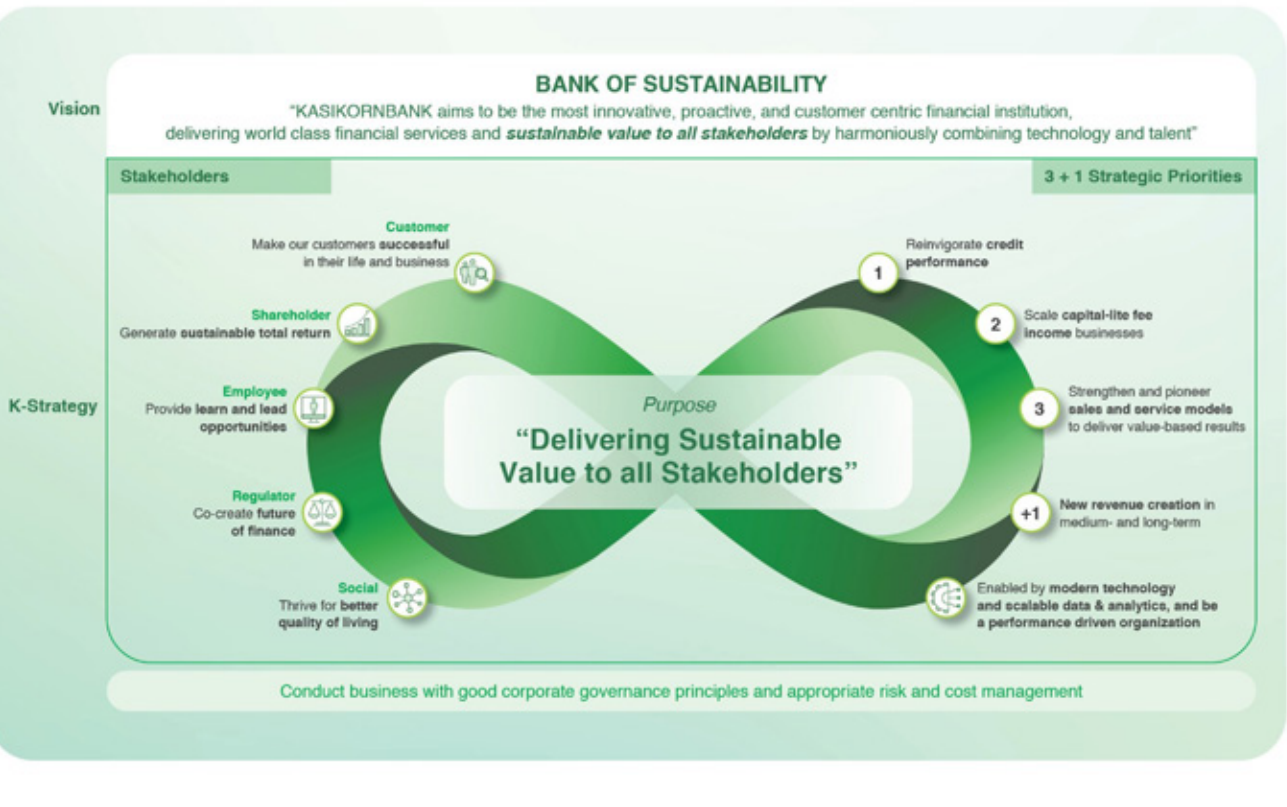 BANK OF SUSTAINABILITY
Vision
“KASIKORNBANK aims to be the most innovative, proactive, and customer centric financial institution,
delivering world class financial services and sustainable value to all stakeholders by harmoniously combining technology and talent”
Stakeholders
3 + 1 Strategic Priorities
K-Strategy
Customer
Make our customers successful
in their life and business
Shareholder
Generate sustainable total return
Employee
Provide learn and lead
opportunities
Regulator
Co-create future
of finance
Social
Thrive for better
quality of living
Purpose
“Delivering Sustainable
Value to all Stakeholders”
1
Reinvigorate credit
performance
2
Scale capital-lite fee
income businesses
3
Strengthen and pioneer
sales and service models
to deliver value-based results
+1
New revenue creation in
medium- and long-term
Enabled by modern technology
and scalable data & analytics, and be
a performance driven organization
Conduct business with good corporate governance principles and appropriate risk and cost management